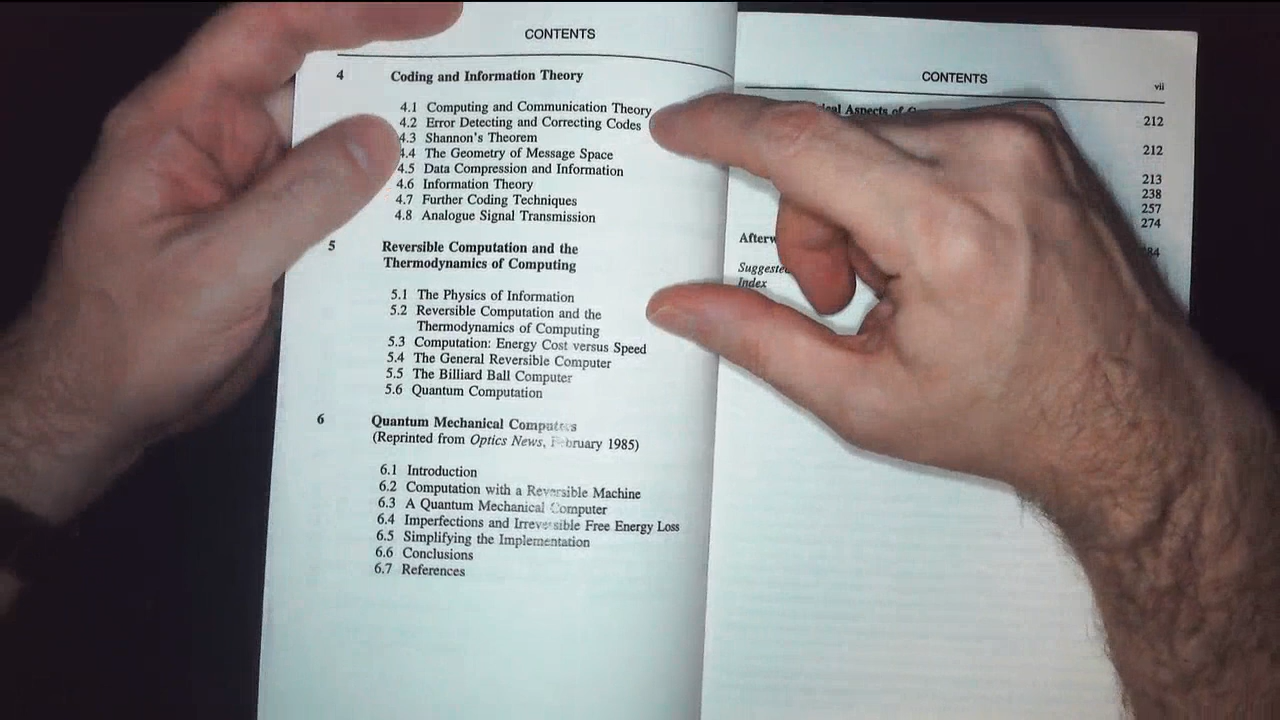 CONTENTS
4 Coding and Information Theory
4.1 Computing and Communication Theory
4.2 Error Detecting and Correcting Codes
4.3 Shannon's Theorem
4.4 The Geometry of Message Space
4.5 Data Compression and Information
4.6 Information Theory
4.7 Further Coding Techniques
4.8 Analogue Signal Transmission
5 Reversible Computation and the
Thermodynamics of Computing
5.1 The Physics of Information
5.2 Reversible Computation and the
Thermodynamics of Computing
5.3 Computation: Energy Cost versus Speed
5.4 The General Reversible Computer
5.5 The Billiard Ball Computer
5.6 Quantum Computation
6 Quantum Mechanical Computers
(Reprinted from Optics News, February 1985)
6.1 Introduction
6.2 Computation with a Reversible Machine
6.3 A Quantum Mechanical Computer
6.4 Imperfections and Irreversible Free Energy Loss
6.5 Simplifying the Implementation
6.6 Conclusions
6.7 References
CONTENTS vii
Aspects of
212
212
213
238
257
274
Index